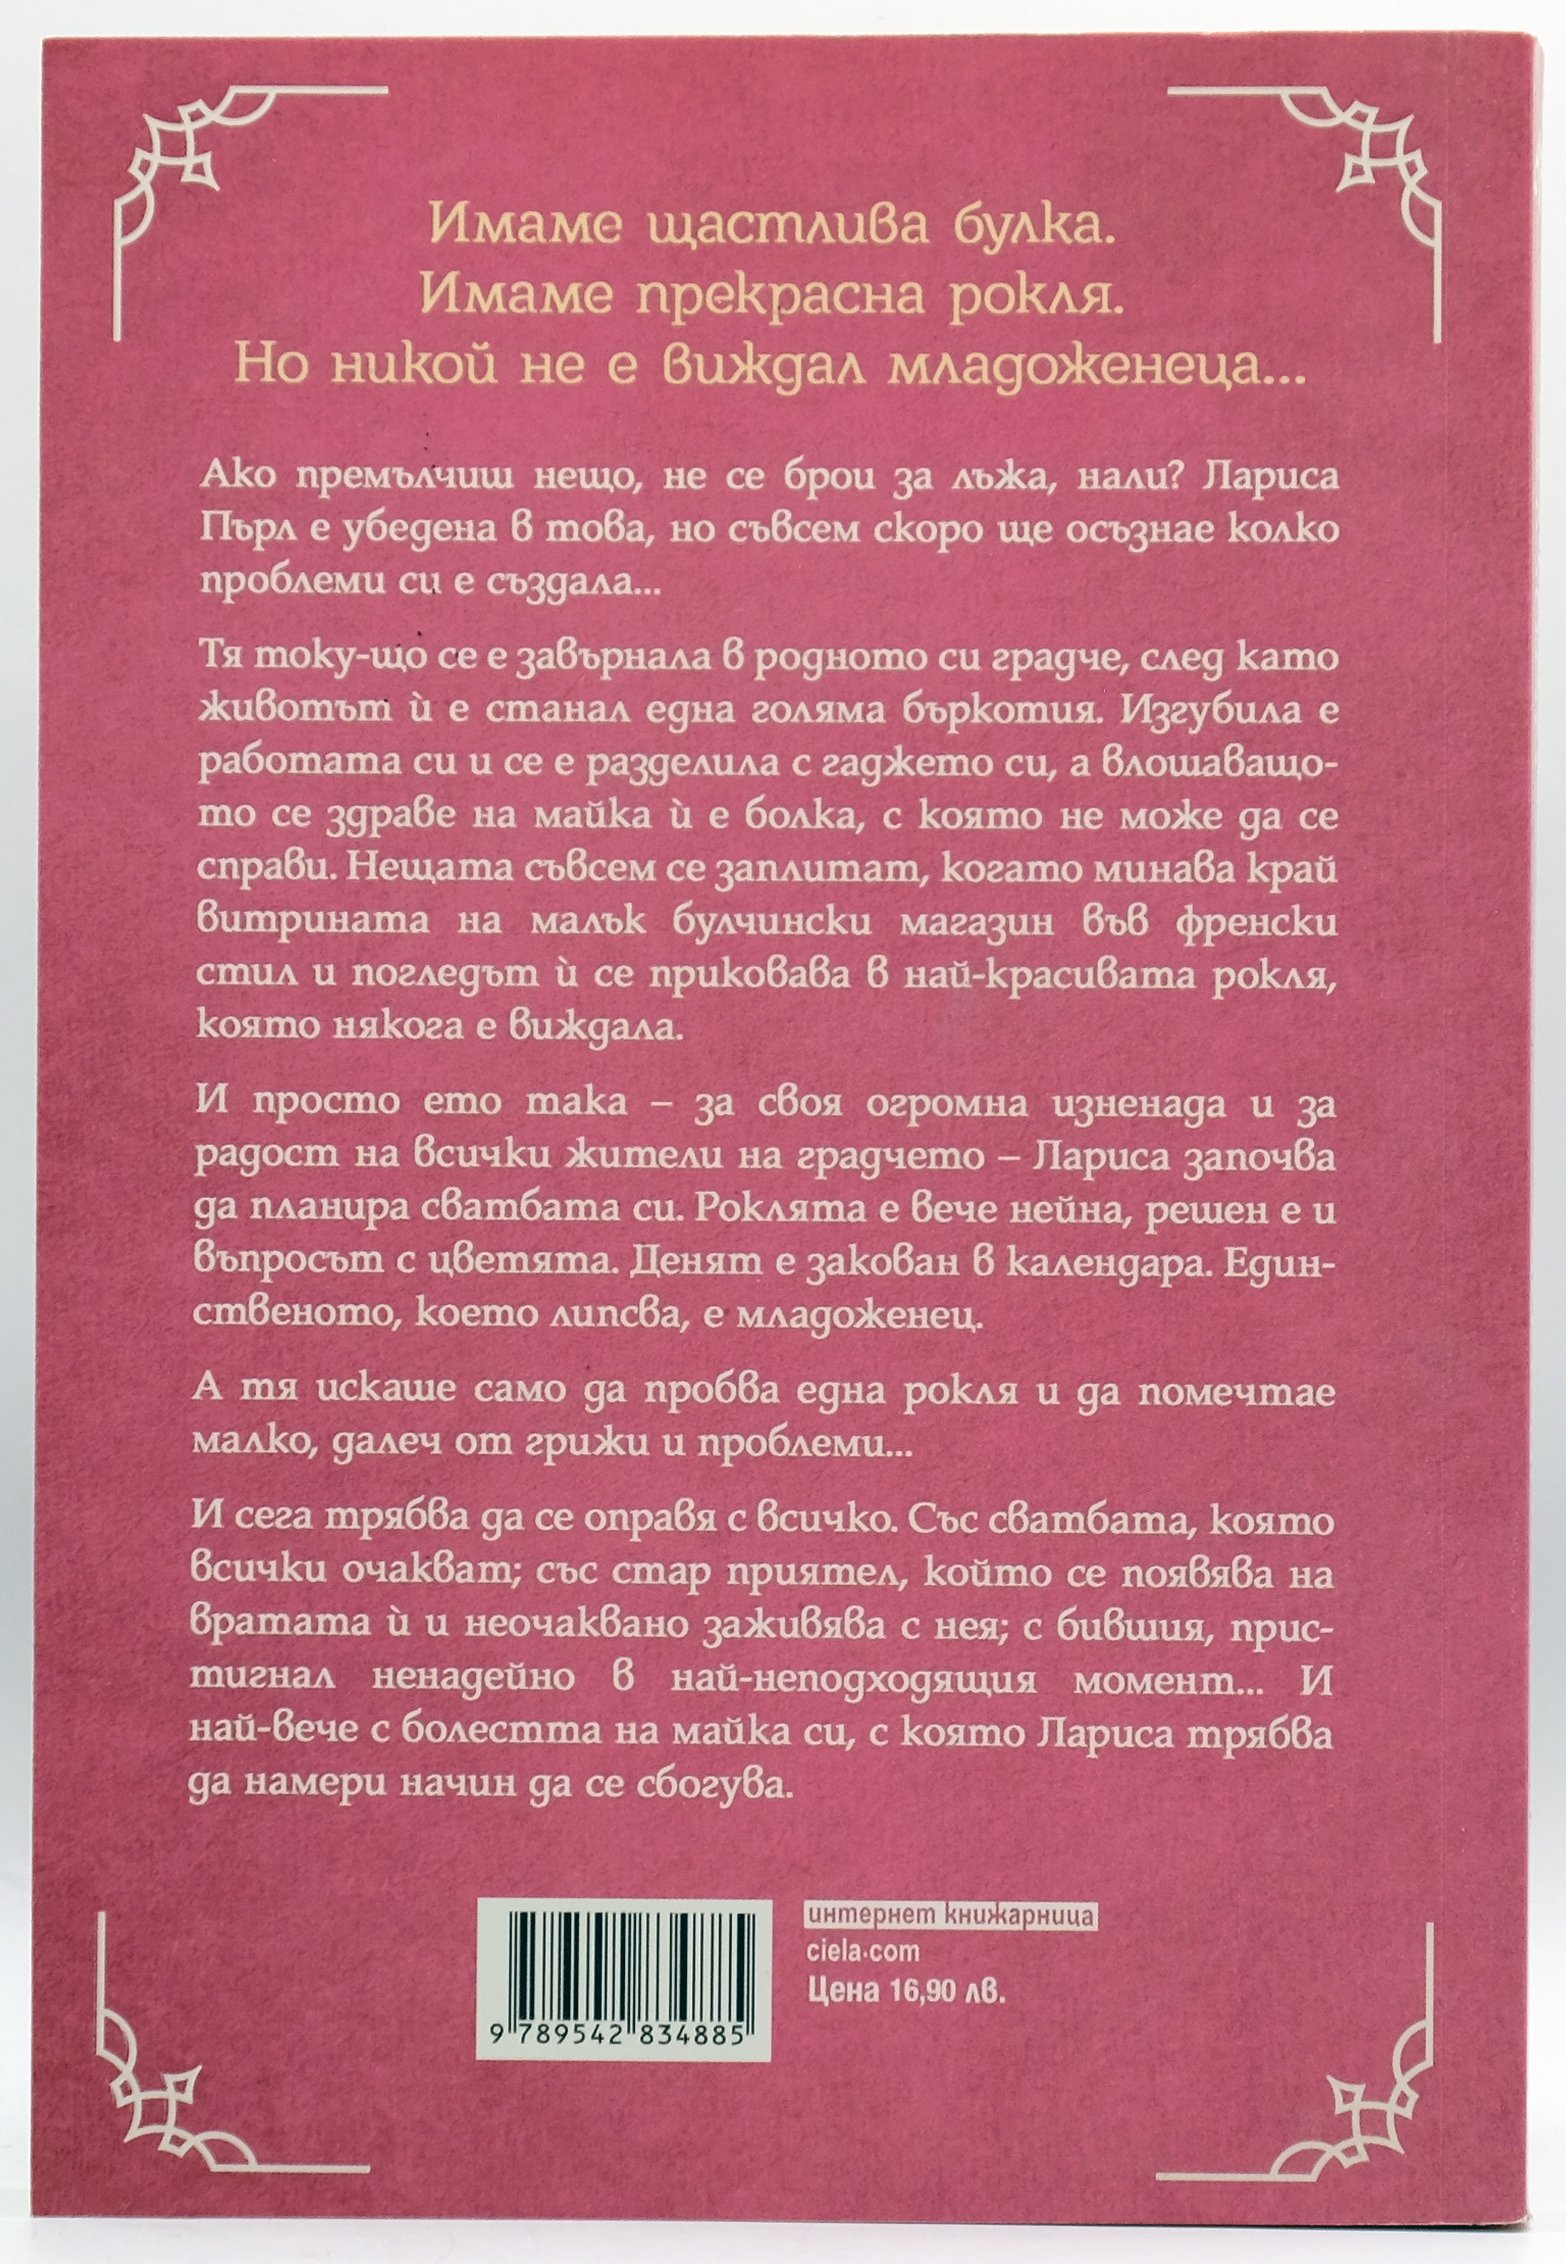 Имаме щастлива булка.
Имаме прекрасна рокля.
Но никой не е виждал младоженеца...
Ако премълчиш нещо, не се брои за лъжа, нали? Лариса
Пърл е убедена в това, но съвсем скоро ще осъзнае колко
проблеми си е създала...
Тя току-що се е завърнала в родното си градче, след като
животът ѝ е станал една голяма бъркотия. Изгубила е
работата си и се е разделила с гаджето си, а влошаващо-
то се здраве на майка ѝ е болка, с която не може да се
справи. Нещата съвсем се заплитат, когато минава край
витрината на малък булчински магазин във френски
стил и погледът ѝ се приковава в най-красивата рокля,
която някога е виждала.
И просто ето така – за своя огромна изненада и за
радост на всички жители на градчето – Лариса започва
да планира сватбата си. Роклята е вече нейна, решен е и
въпросът с цветята. Денят е закован в календара. Един-
ственото, което липсва, е младоженец.
А тя искаше само да пробва една рокля и да помечтае
малко, далеч от грижи и проблеми...
И сега трябва да се оправя с всичко. Със сватбата, която
всички очакват; със стар приятел, който се появява на
вратата ѝ и неочаквано заживява с нея; с бившия, прис-
тигнал ненадейно в най-неподходящия момент... И
най-вече с болестта на майка си, с която Лариса трябва
да намери начин да се сбогува.
интернет книжарница
ciela.com
Цена 16,90 лв.
9 789542 834885